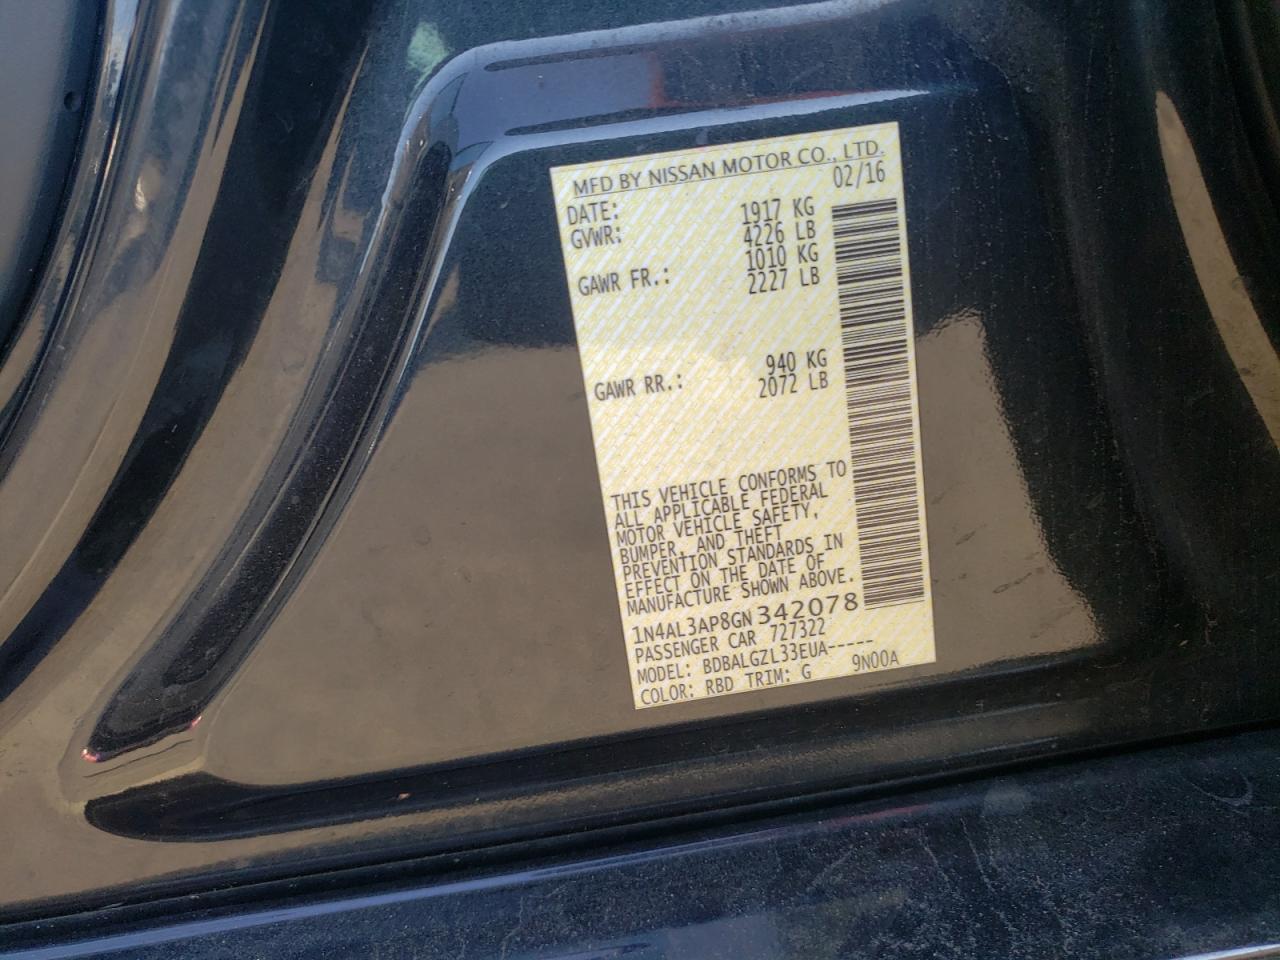 MFD BY NISSAN MOTOR CO., LTD.
DATE: 02/16
GVWR: 1917 KG
4226 LB
GAWR FR.: 1010 KG
2227 LB
GAWR RR.: 940 KG
2072 LB
THIS VEHICLE CONFORMS TO
ALL APPLICABLE FEDERAL
MOTOR VEHICLE SAFETY,
BUMPER, AND THEFT
PREVENTION STANDARDS IN
EFFECT ON THE DATE OF
MANUFACTURE SHOWN ABOVE.
1N4AL3AP8GN342078
PASSENGER CAR 727322
MODEL: BDBALGZL33EUA-----
COLOR: RBD TRIM: G 9N00A